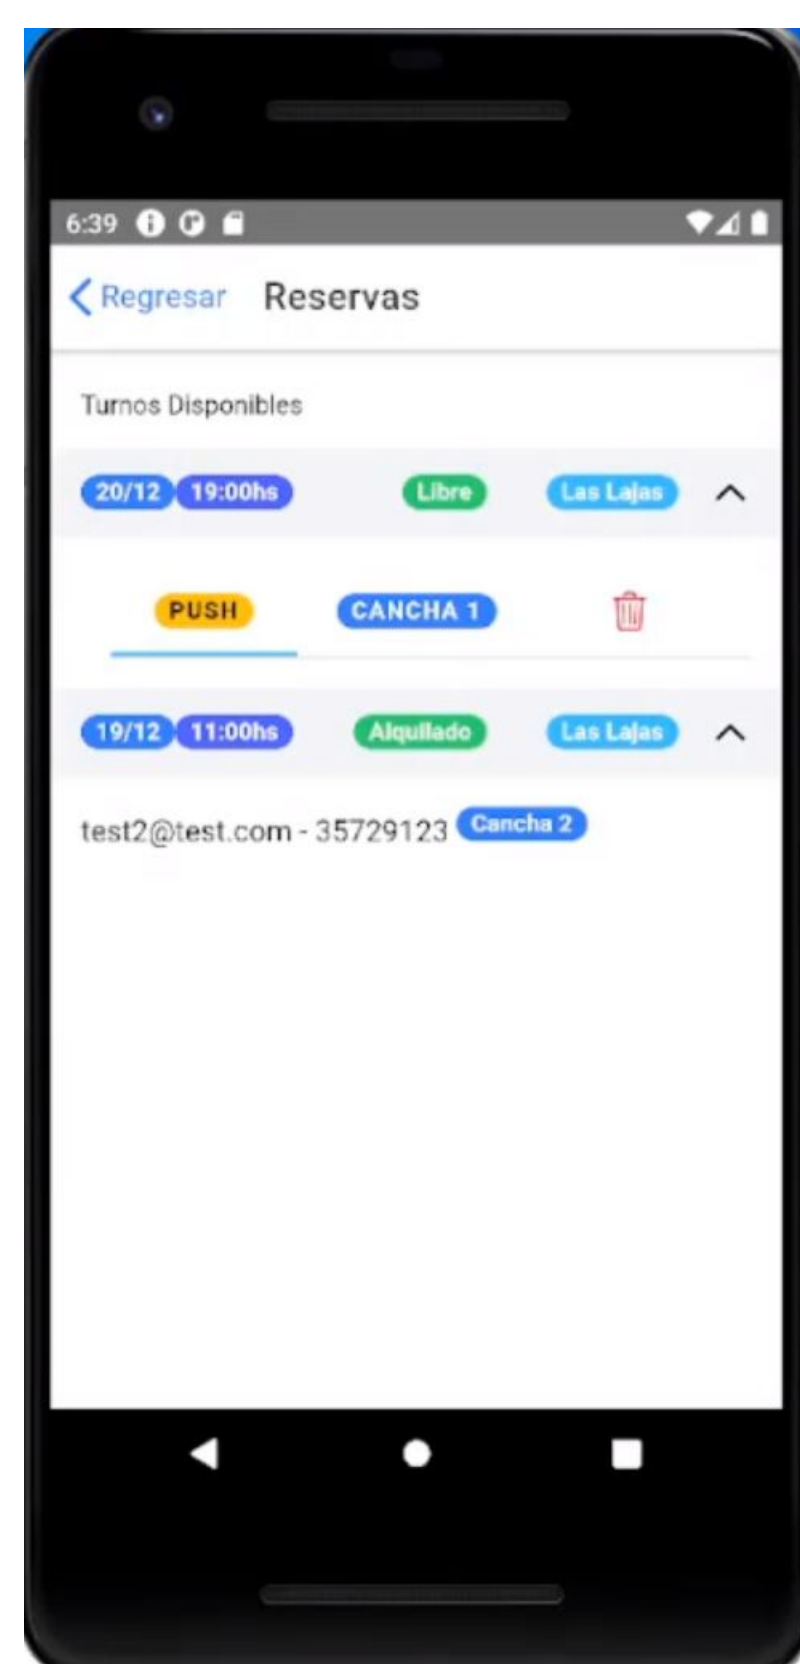 6:39
Regresar Reservas
Turnos Disponibles
20/12 19:00hs Libre Las Lajas
PUSH CANCHA 1
19/12 11:00hs Alquilado Las Lajas
test2@test.com - 35729123 Cancha 2